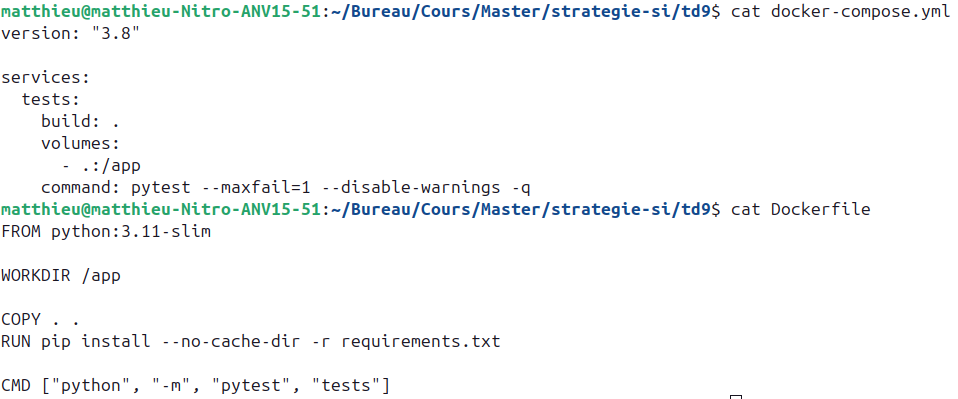 matthieu@matthieu-Nitro-ANV15-51:~/Bureau/Cours/Master/strategie-si/td9$ cat docker-compose.yml
version: "3.8"

services:
  tests:
    build: .
    volumes:
      - .:/app
    command: pytest --maxfail=1 --disable-warnings -q
matthieu@matthieu-Nitro-ANV15-51:~/Bureau/Cours/Master/strategie-si/td9$ cat Dockerfile
FROM python:3.11-slim

WORKDIR /app

COPY . .
RUN pip install --no-cache-dir -r requirements.txt

CMD ["python", "-m", "pytest", "tests"]